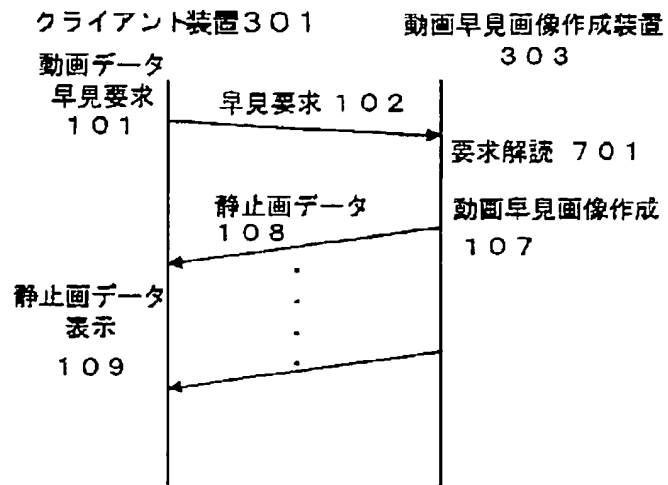 クライアント装置301
動画早見画像作成装置
303
動画データ
早見要求
101
早見要求 102
要求解読 701
静止画データ
108
動画早見画像作成
107
静止画データ
表示
109